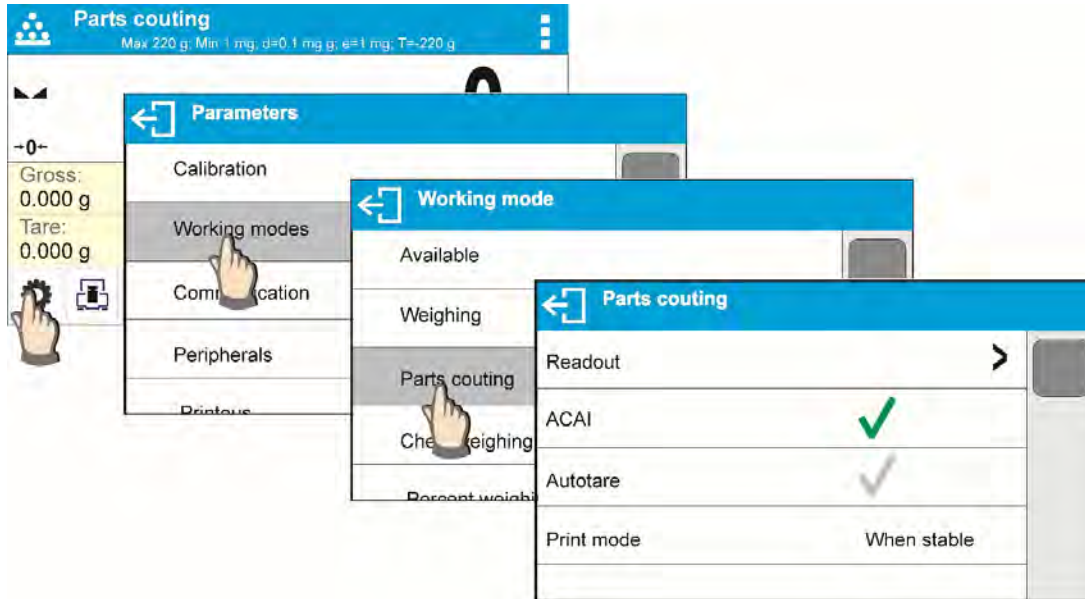 Parts couting
Max 220 g; Min 1 mg; d=0.1 mg g; e=1 mg; T=-220 g
→0←
Gross:
0.000 g
Tare:
0.000 g
Parameters
Calibration
Working modes
Peripherals
Working mode
Available
Weighing
Parts couting
Percent
Parts couting
Readout
ACAI
Autotare
Print mode When stable